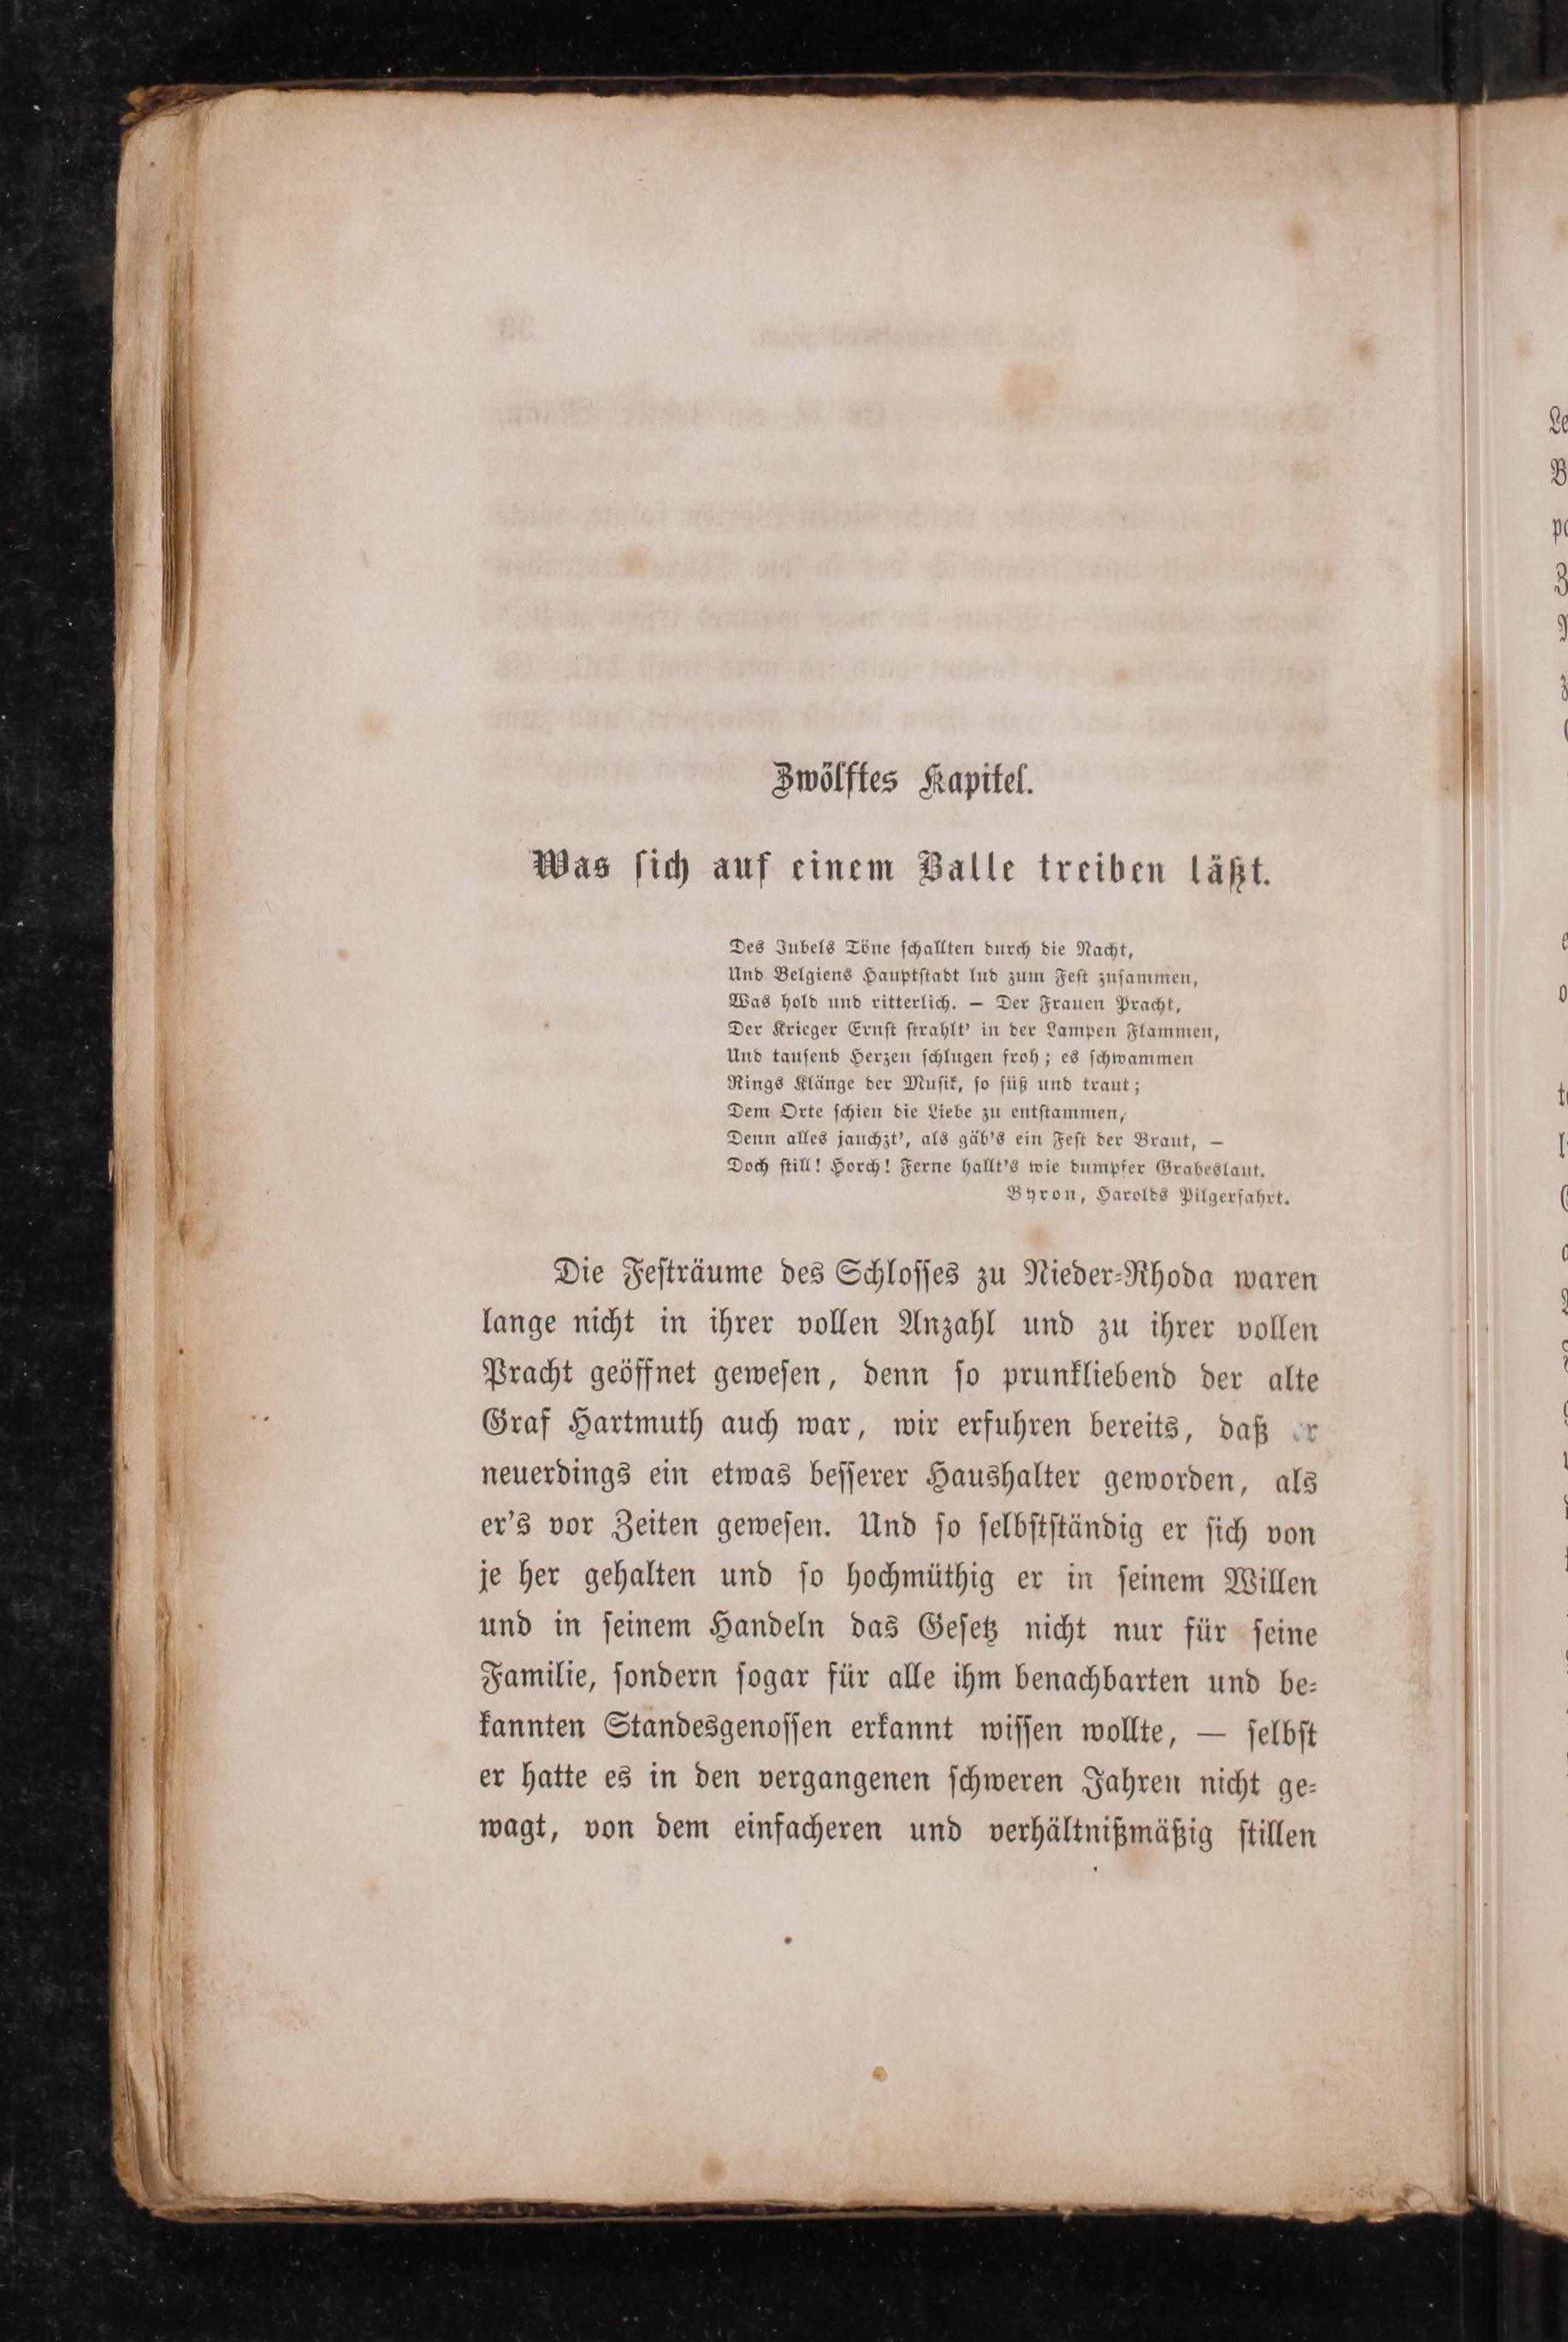 Zwölftes Kapitel.
Was ſich auf einem Balle treiben läßt.
Des Jubels Töne ſchallten durch die Nacht,
Und Belgiens Hauptſtadt lud zum Feſt zuſammen,
Was hold und ritterlich. — Der Frauen Pracht,
Der Krieger Ernſt ſtrahlt' in der Lampen Flammen,
Und tauſend Herzen ſchlugen froh; es ſchwammen
Rings Klänge der Muſik, ſo ſüß und traut;
Dem Orte ſchien die Liebe zu entſtammen,
Denn alles jauchzt', als gäb's ein Feſt der Braut, —
Doch ſtill! Horch! Ferne hallt's wie dumpfer Grabeslaut.
Byron, Harolds Pilgerfahrt.
Die Feſträume des Schloſſes zu Nieder-Rhoda waren
lange nicht in ihrer vollen Anzahl und zu ihrer vollen
Pracht geöffnet geweſen, denn ſo prunkliebend der alte
Graf Hartmuth auch war, wir erfuhren bereits, daß er
neuerdings ein etwas beſſerer Haushalter geworden, als
er's vor Zeiten geweſen. Und ſo ſelbſtſtändig er ſich von
je her gehalten und ſo hochmüthig er in ſeinem Willen
und in ſeinem Handeln das Geſetz nicht nur für ſeine
Familie, ſondern ſogar für alle ihm benachbarten und be-
kannten Standesgenoſſen erkannt wiſſen wollte, — ſelbſt
er hatte es in den vergangenen ſchweren Jahren nicht ge-
wagt, von dem einfacheren und verhältnißmäßig ſtillen